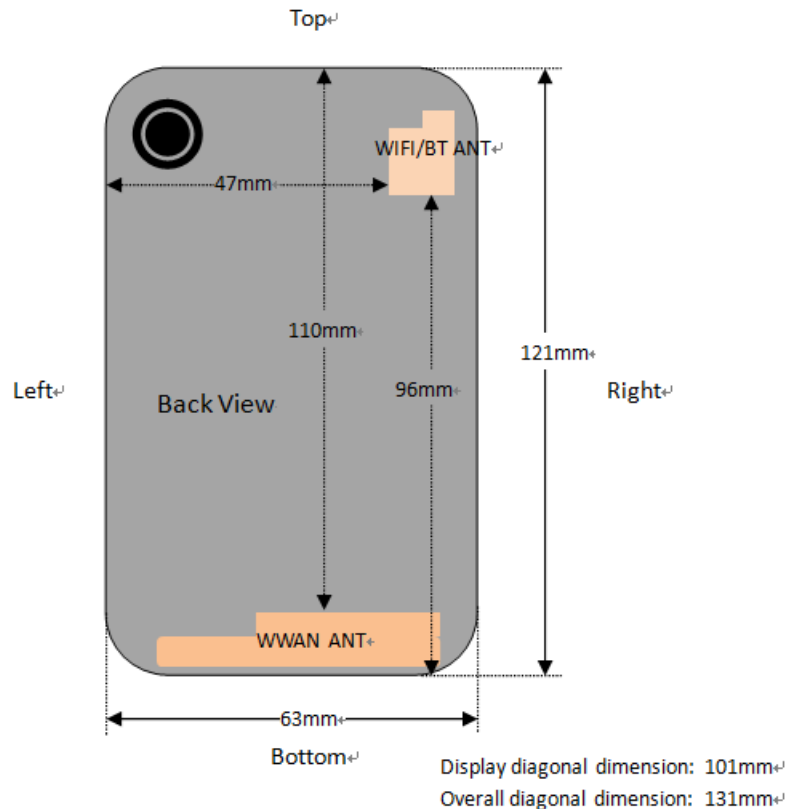 Top
WIFI/BT ANT
47mm
110mm
121mm
Left
Back View
96mm
Right
WWAN ANT
63mm
Bottom
Display diagonal dimension: 101mm
Overall diagonal dimension: 131mm